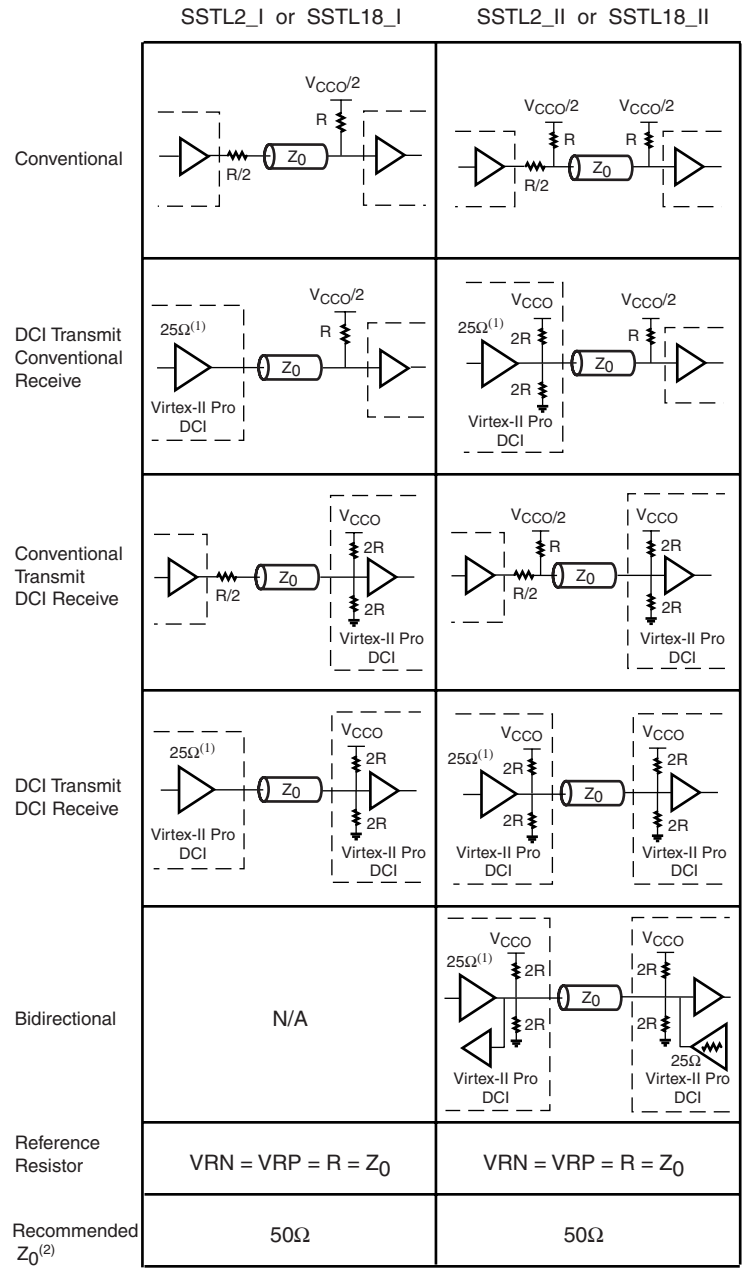 SSTL2_I or SSTL18_I
SSTL2_II or SSTL18_II
Conventional
R/2
Z0
R
VCCO/2
R/2
VCCO/2
R
Z0
VCCO/2
R
DCI Transmit
Conventional
Receive
25Ω(1)
Virtex-II Pro
DCI
Z0
VCCO/2
R
25Ω(1)
VCCO
2R
2R
Virtex-II Pro
DCI
Z0
VCCO/2
R
Conventional
Transmit
DCI Receive
R/2
Z0
VCCO
2R
2R
Virtex-II Pro
DCI
R/2
VCCO/2
R
Z0
VCCO
2R
2R
Virtex-II Pro
DCI
DCI Transmit
DCI Receive
25Ω(1)
Virtex-II Pro
DCI
Z0
VCCO
2R
2R
Virtex-II Pro
DCI
25Ω(1)
VCCO
2R
2R
Virtex-II Pro
DCI
Z0
VCCO
2R
2R
Virtex-II Pro
DCI
Bidirectional
N/A
25Ω(1)
VCCO
2R
2R
Virtex-II Pro
DCI
Z0
VCCO
2R
2R
25Ω
Virtex-II Pro
DCI
Reference
Resistor
VRN = VRP = R = Z0
VRN = VRP = R = Z0
Recommended
Z0(2)
50Ω
50Ω